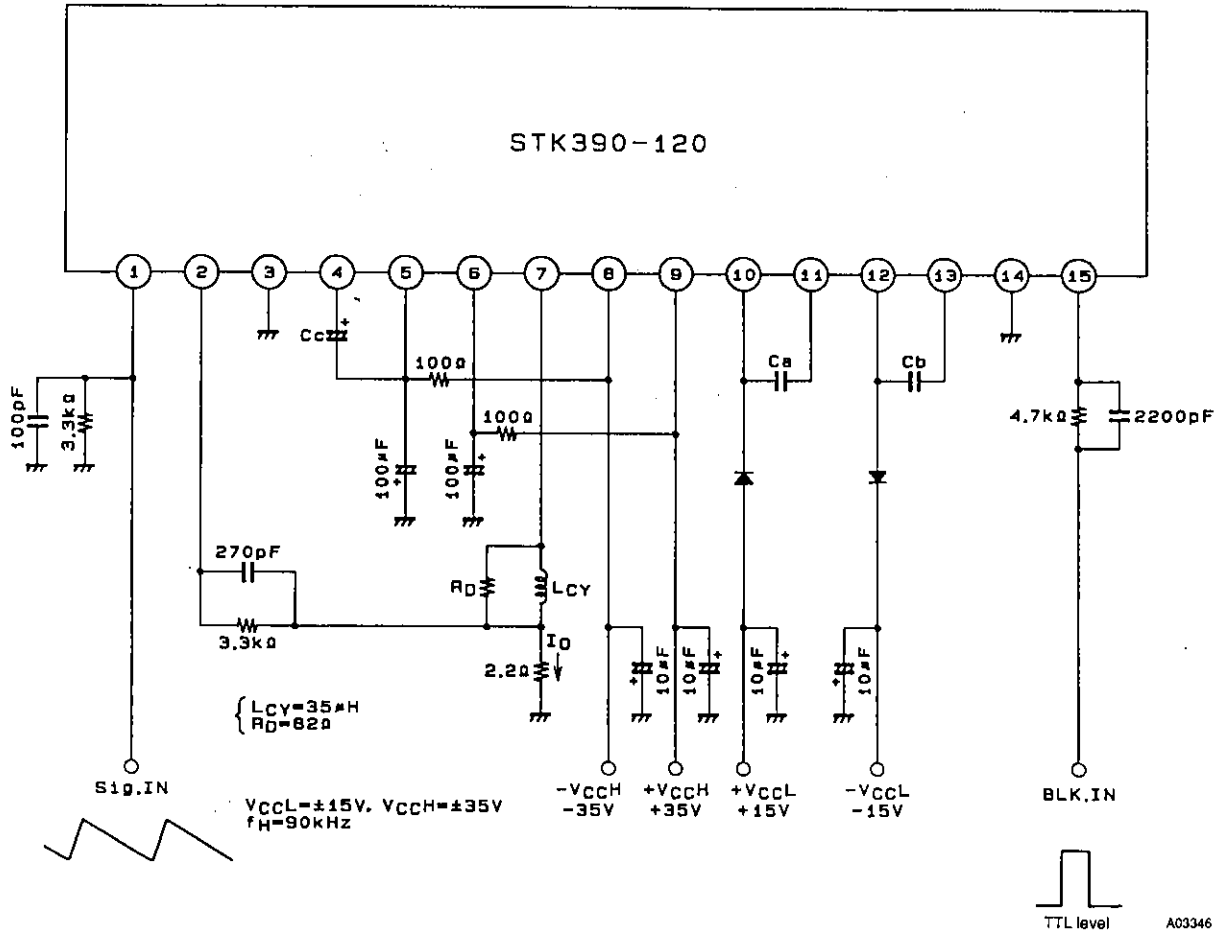 STK390-120
1 2 3 4 5 6 7 8 9 10 11 12 13 14 15
Cc +
100Ω
Ca
Cb
100pF
3.3kΩ
100Ω
4.7kΩ
2200pF
100µF +
100µF +
270pF
RD
LCY
3.3kΩ
IO
2.2Ω
+ 10µF
10µF +
10µF +
+ 10µF
{ LCY=35µH
RD=82Ω
Sig.IN
-VCCH
-35V
+VCCH
+35V
+VCCL
+15V
-VCCL
-15V
BLK.IN
VCCL=±15V. VCCH=±35V
fH=90kHz
TTL level
A03346